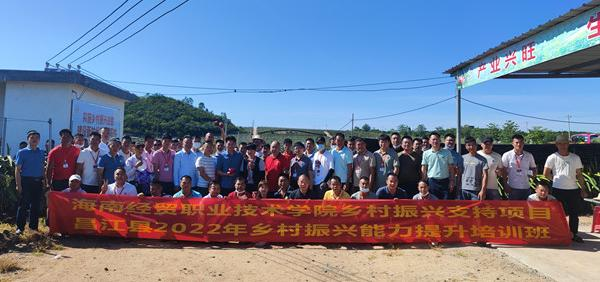 产业兴旺 生
海南经贸职业技术学院乡村振兴支持项目
昌江县2022年乡村振兴能力提升培训班